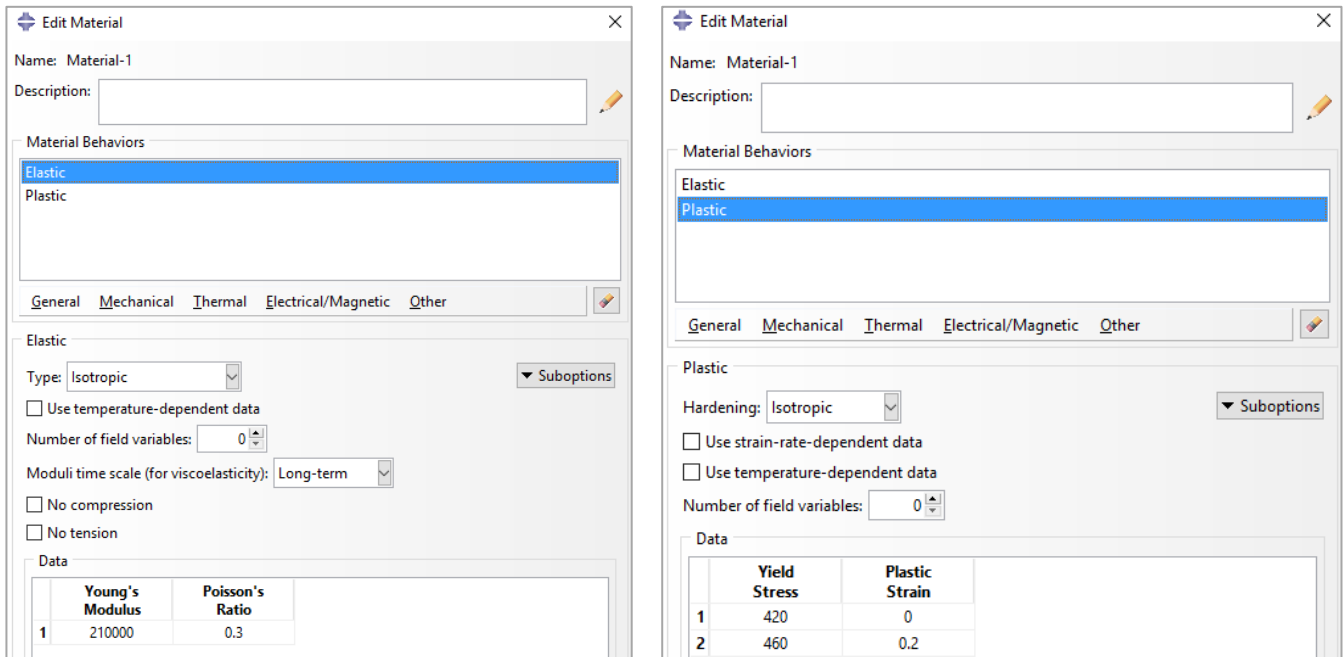 Edit Material
Name: Material-1
Description:
Material Behaviors
Elastic
Plastic
General Mechanical Thermal Electrical/Magnetic Other
Elastic
Type: Isotropic
Suboptions
Use temperature-dependent data
Number of field variables: 0
Moduli time scale (for viscoelasticity): Long-term
No compression
No tension
Data
Young's Poisson's
Modulus Ratio
1 210000 0.3
Edit Material
Name: Material-1
Description:
Material Behaviors
Elastic
Plastic
General Mechanical Thermal Electrical/Magnetic Other
Plastic
Hardening: Isotropic
Suboptions
Use strain-rate-dependent data
Use temperature-dependent data
Number of field variables: 0
Data
Yield Plastic
Stress Strain
1 420 0
2 460 0.2